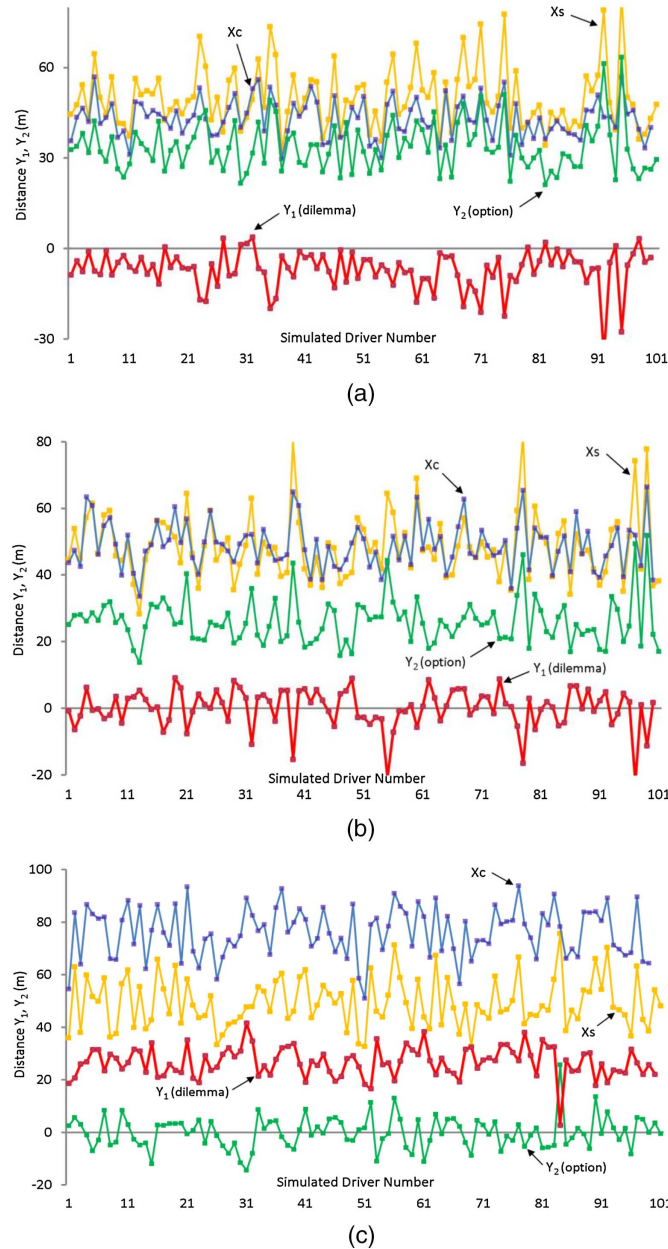 Distance Y₁, Y₂ (m)
60
30
0
-30
Xc
Xs
Y₁ (dilemma)
Y₂ (option)
Simulated Driver Number
1 11 21 31 41 51 61 71 81 91 101
(a)
Distance Y₁, Y₂ (m)
80
60
40
20
0
-20
Xc
Xs
Y₂ (option)
Y₁ (dilemma)
Simulated Driver Number
1 11 21 31 41 51 61 71 81 91 101
(b)
Distance Y₁, Y₂ (m)
100
80
60
40
20
0
-20
Xc
Xs
Y₁ (dilemma)
Y₂ (option)
Simulated Driver Number
1 11 21 31 41 51 61 71 81 91 101
(c)